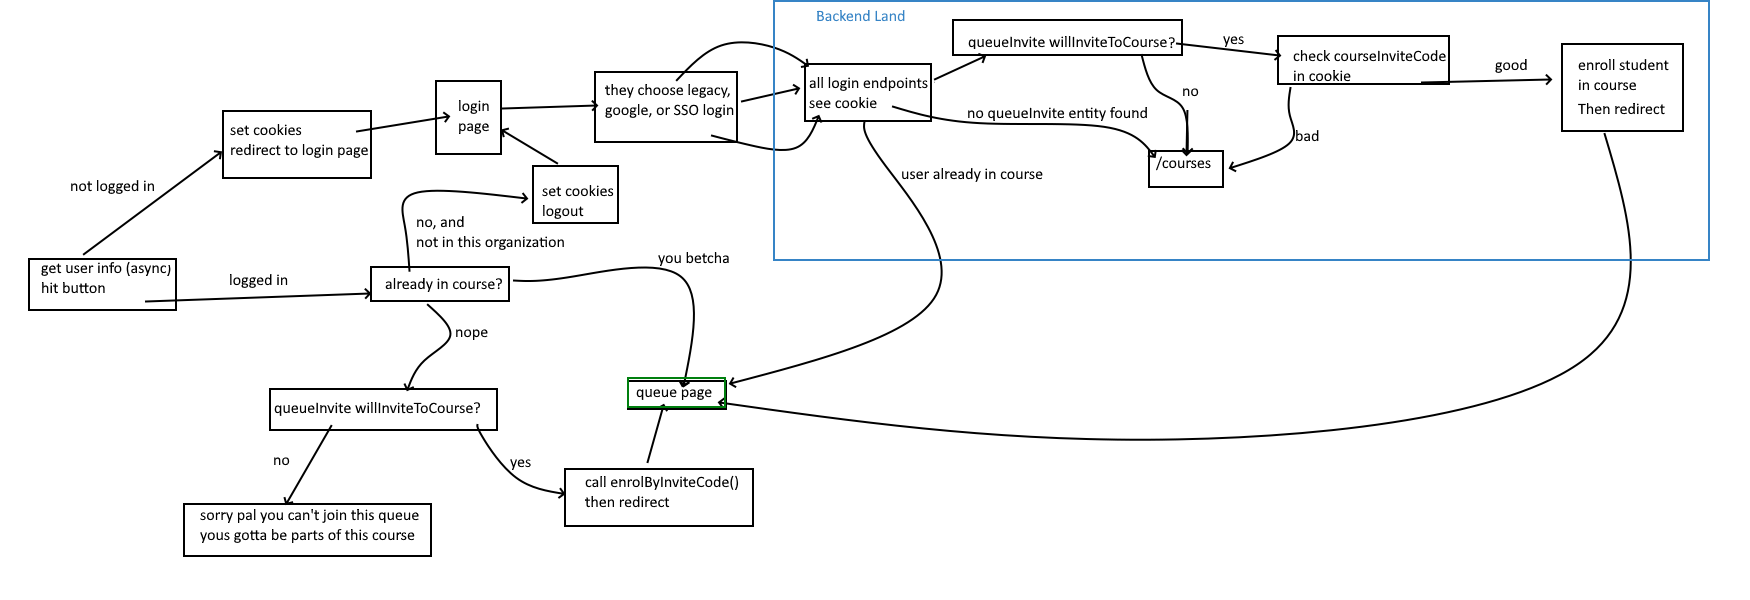 Backend Land
queueInvite willInviteToCourse?
yes
check courseInviteCode
in cookie
good
enroll student
in course
Then redirect
they choose legacy,
google, or SSO login
all login endpoints
see cookie
no
no queueInvite entity found
bad
/courses
user already in course
login
page
set cookies
redirect to login page
not logged in
set cookies
logout
no, and
not in this organization
get user info (async)
hit button
logged in
already in course?
you betcha
nope
queue page
queueInvite willInviteToCourse?
no
yes
call enrolByInviteCode()
then redirect
sorry pal you can't join this queue
yous gotta be parts of this course